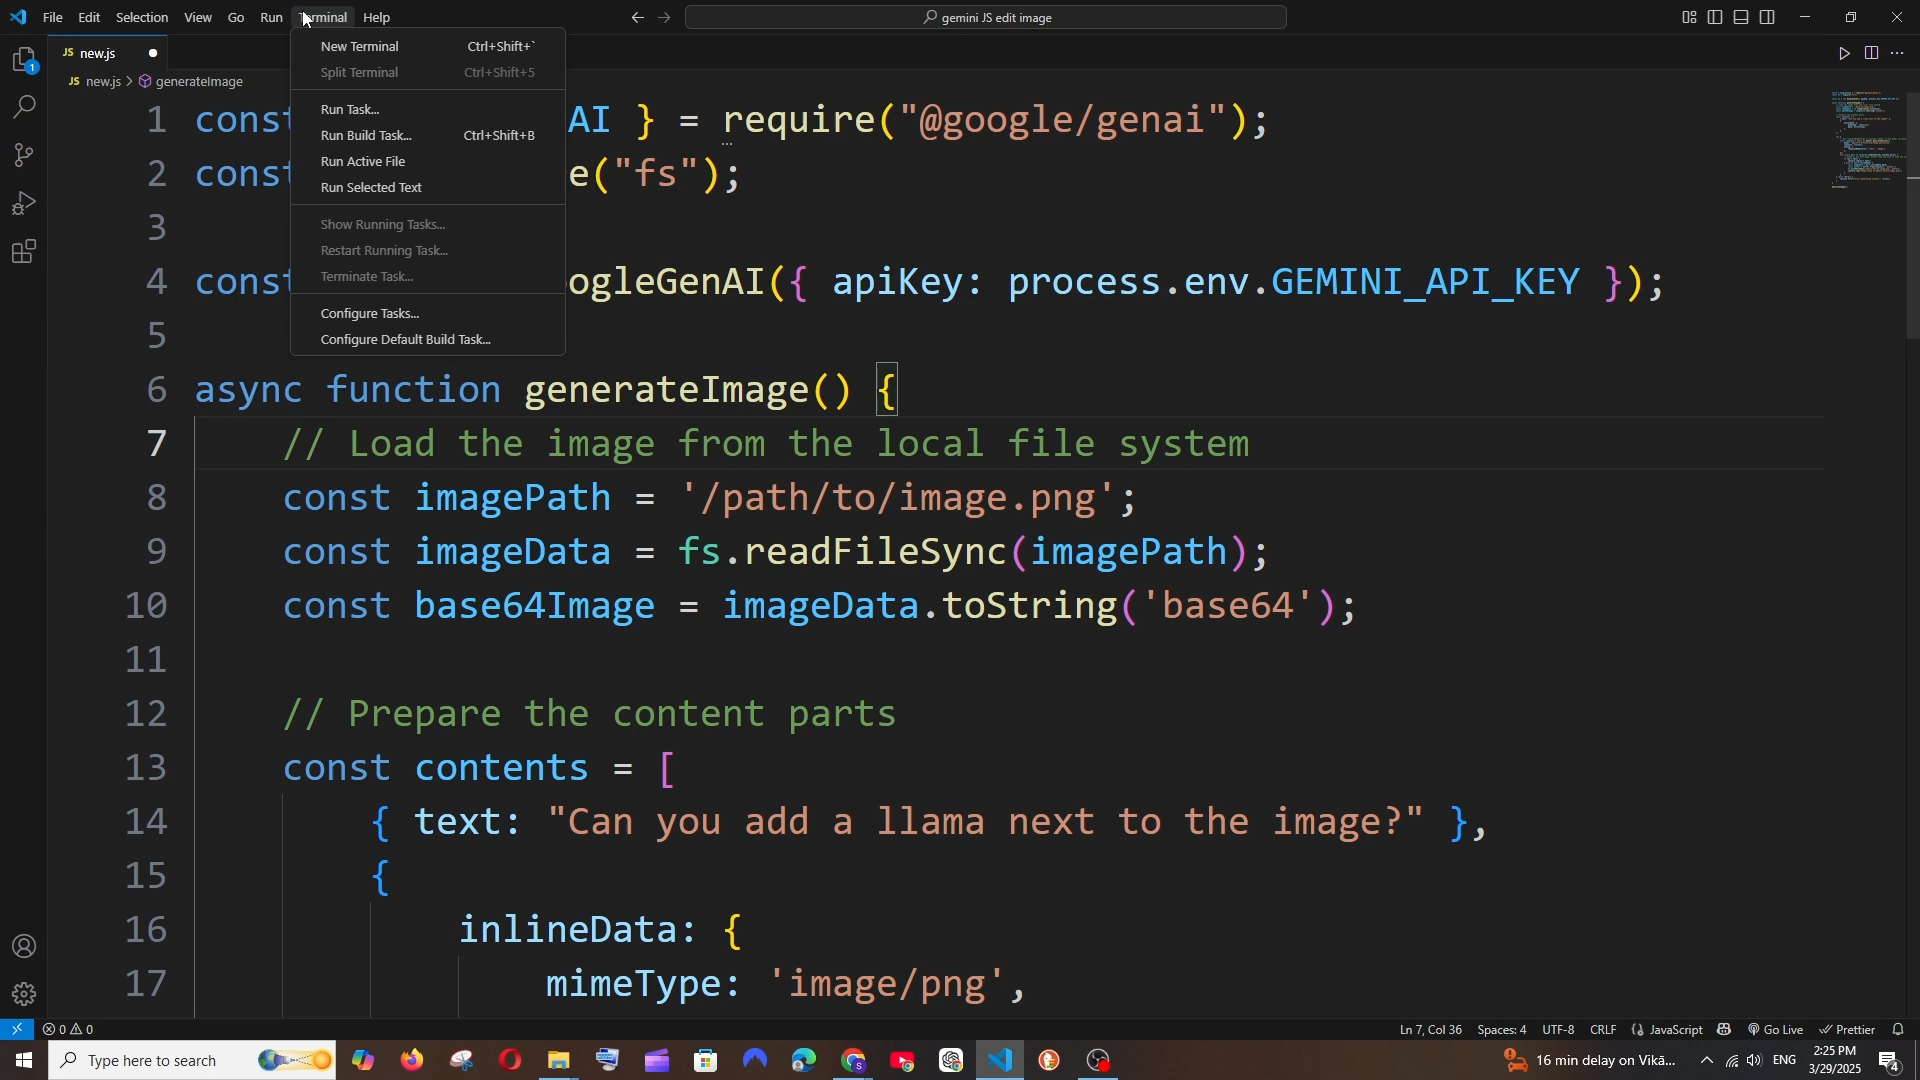 File Edit Selection View Go Run Terminal Help
gemini JS edit image
JS new.js
JS new.js > generateImage
New Terminal Ctrl+Shift+`
Split Terminal Ctrl+Shift+5
Run Task...
Run Build Task... Ctrl+Shift+B
Run Active File
Run Selected Text
Show Running Tasks...
Restart Running Task...
Terminate Task...
Configure Tasks...
Configure Default Build Task...
1 const AI } = require("@google/genai");
2 const e("fs");
3
4 const ogleGenAI({ apiKey: process.env.GEMINI_API_KEY });
5
6 async function generateImage() {
7 // Load the image from the local file system
8 const imagePath = '/path/to/image.png';
9 const imageData = fs.readFileSync(imagePath);
10 const base64Image = imageData.toString('base64');
11
12 // Prepare the content parts
13 const contents = [
14 { text: "Can you add a llama next to the image?" },
15 {
16 inlineData: {
17 mimeType: 'image/png',
1
0 0 Ln 7, Col 36 Spaces: 4 UTF-8 CRLF JavaScript Go Live Prettier
Type here to search
16 min delay on Vikā...
ENG
2:25 PM
3/29/2025
4